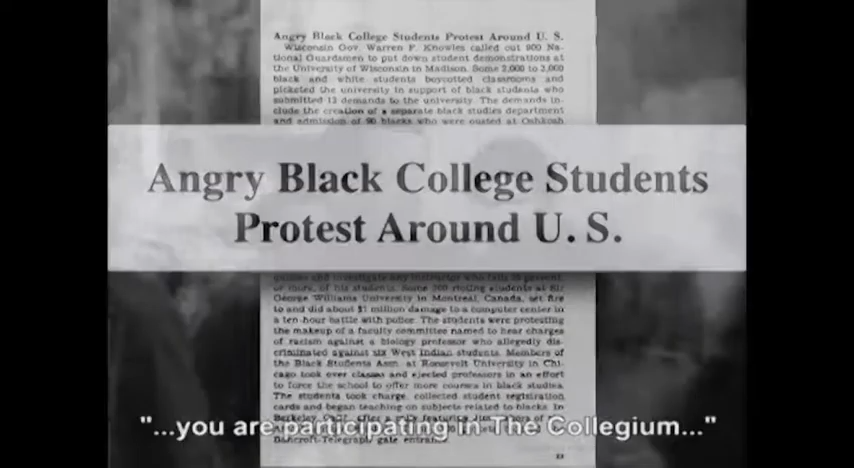 Angry Black College Students Protest Around U. S.
Wisconsin Gov. Warren P. Knowles called out 900 Na-
tional Guardsmen to put down student demonstrations at
the University of Wisconsin in Madison. Some 2,000 to 3,000
black and white students boycotted classrooms and
picketed the university in support of black students who
submitted 13 demands to the university. The demands in-
clude the creation of a separate black studies department
and admission of 90 blacks who were ousted at Oshkosh
Angry Black College Students
Protest Around U. S.
of his students. Some 200 rioting students at Sir
George Williams University in Montreal, Canada, set fire
to and did about $1 million damage to a computer center in
a ten-hour battle with police. The students were protesting
the makeup of a faculty committee named to hear charges
of racism against a biology professor who allegedly dis-
criminated against six West Indian students. Members of
the Black Students Assn. at Roosevelt University in Chi-
cago took over classes and ejected professors in an effort
to force the school to offer more courses in black studies.
The students took charge, collected student registration
cards and began teaching on subjects related to blacks. In
"...you are participating in The Collegium..."
Bancroft-Telegraph gate entrance.